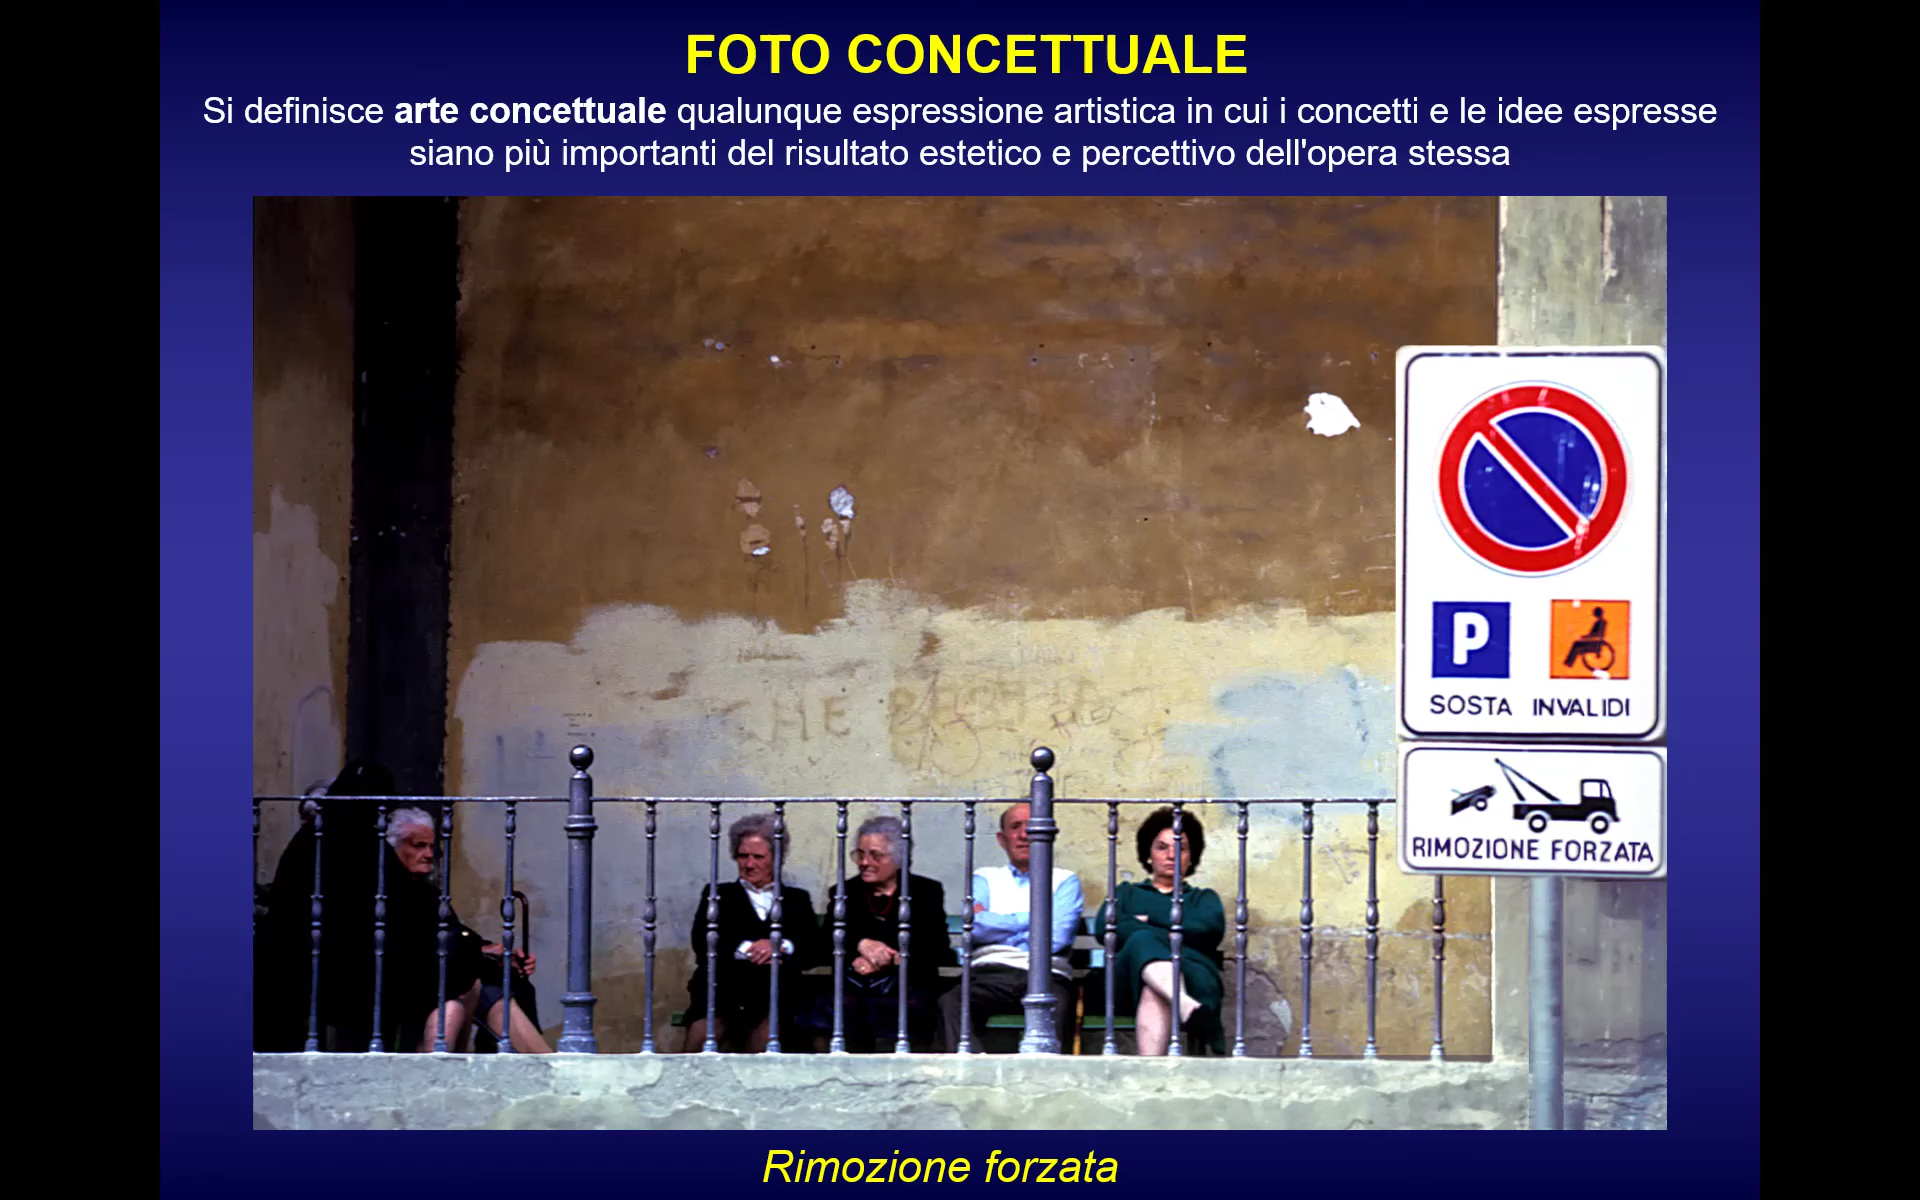 FOTO CONCETTUALE
Si definisce arte concettuale qualunque espressione artistica in cui i concetti e le idee espresse
siano più importanti del risultato estetico e percettivo dell'opera stessa
P
SOSTA INVALIDI
RIMOZIONE FORZATA
CHE
Rimozione forzata